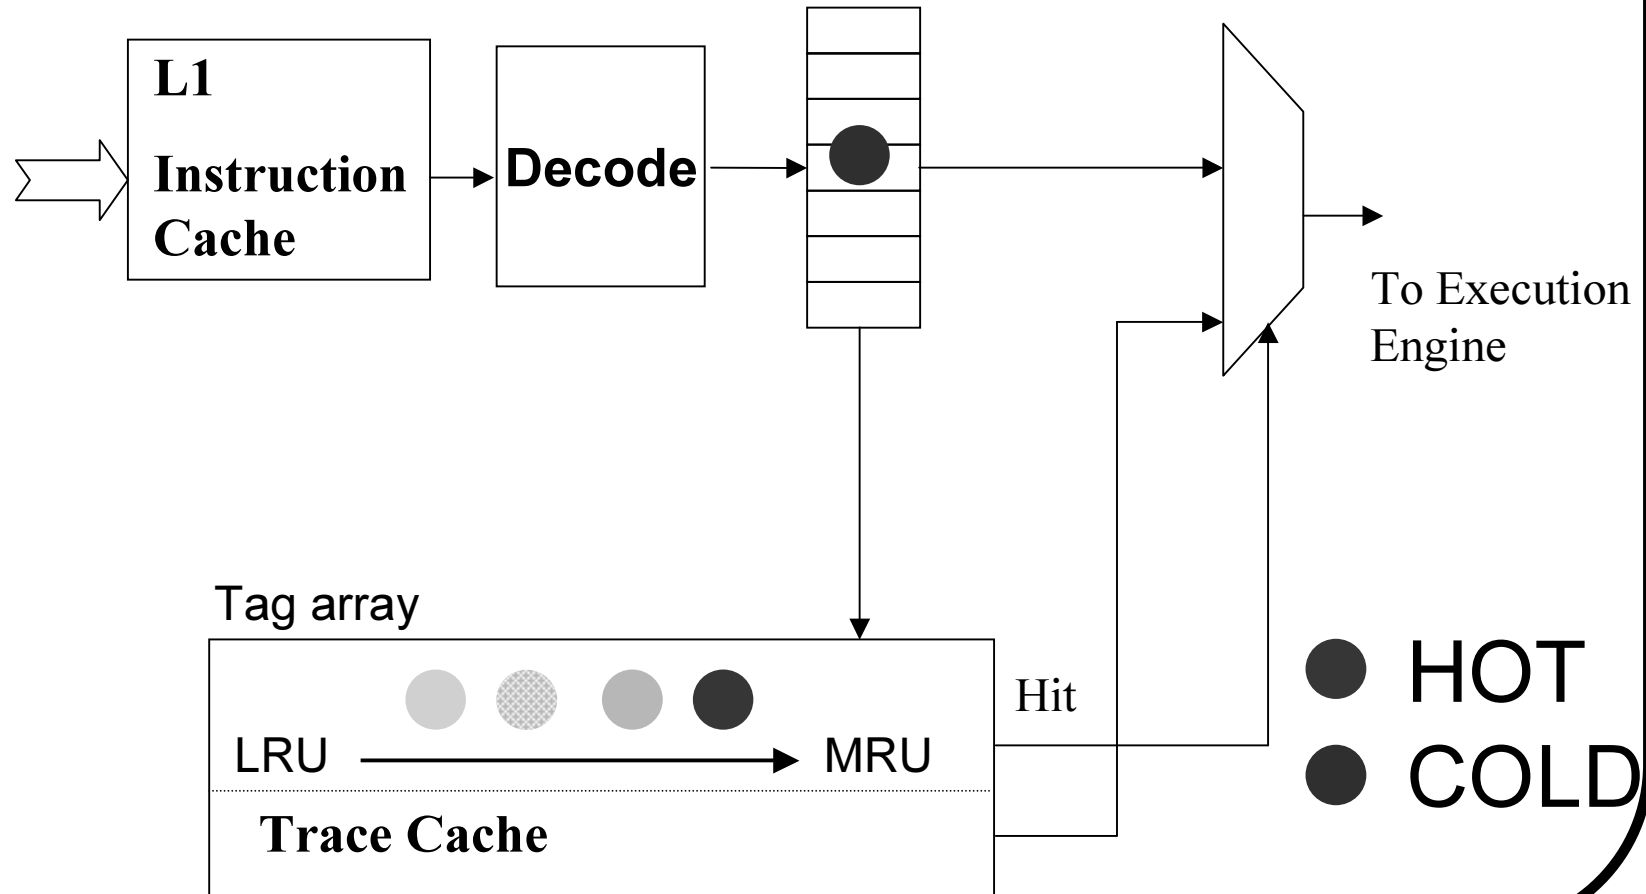 L1
Instruction
Cache
Decode
To Execution
Engine
Tag array
Hit
LRU
MRU
Trace Cache
HOT
COLD